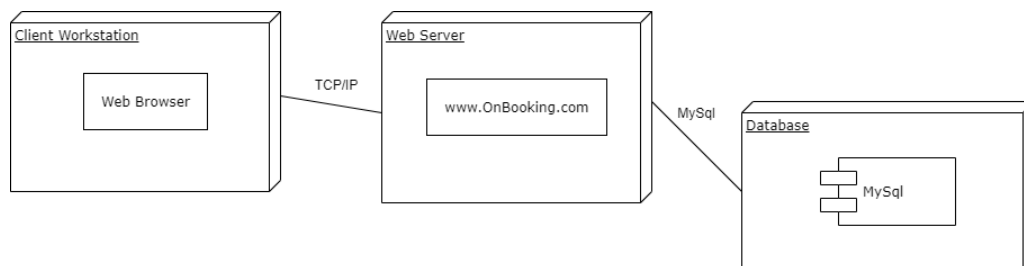 Client Workstation
Web Browser
TCP/IP
Web Server
www.OnBooking.com
MySql
Database
MySql